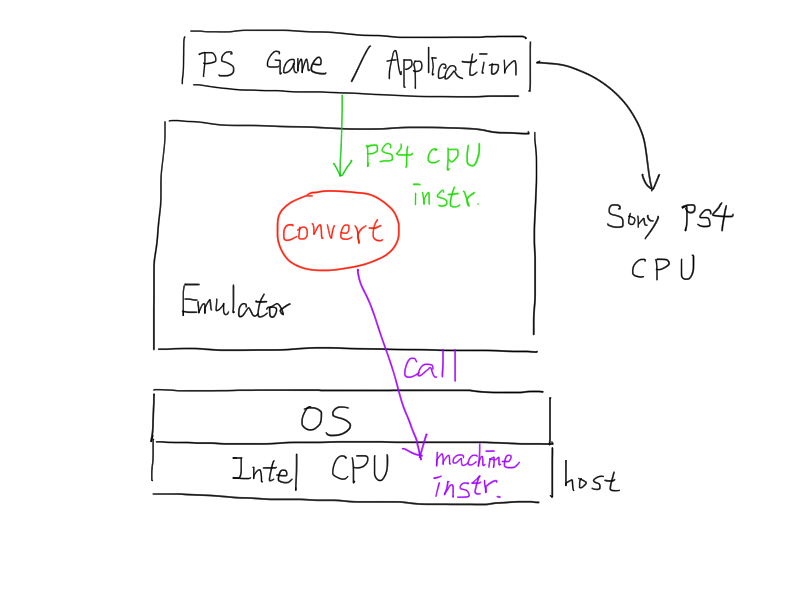 PS Game / Application
PS4 CPU
instr.
convert
Sony PS4
CPU
Emulator
call
OS
Intel CPU
machine
instr.
host